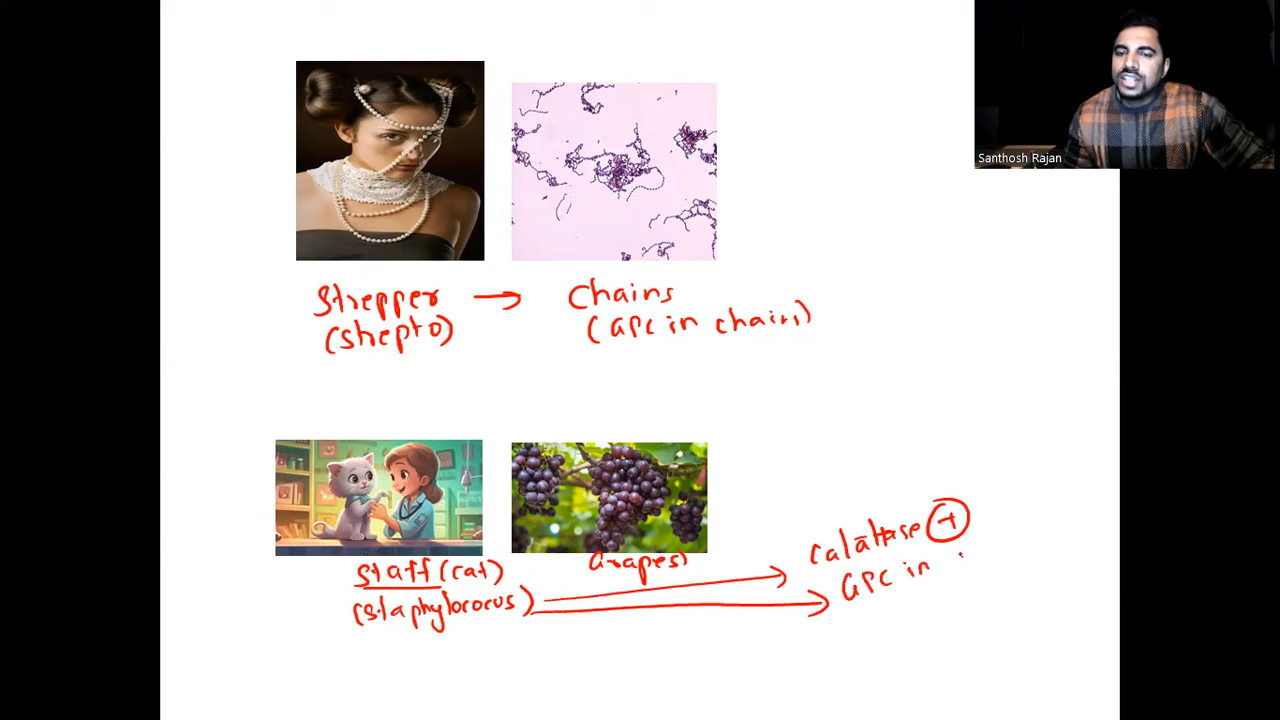 Santhosh Rajan
Strepper → Chains
(Strepto) (GPC in chains)
Grapes)
Staff (cat)
(staphylococus)
Catalase +
GPC in